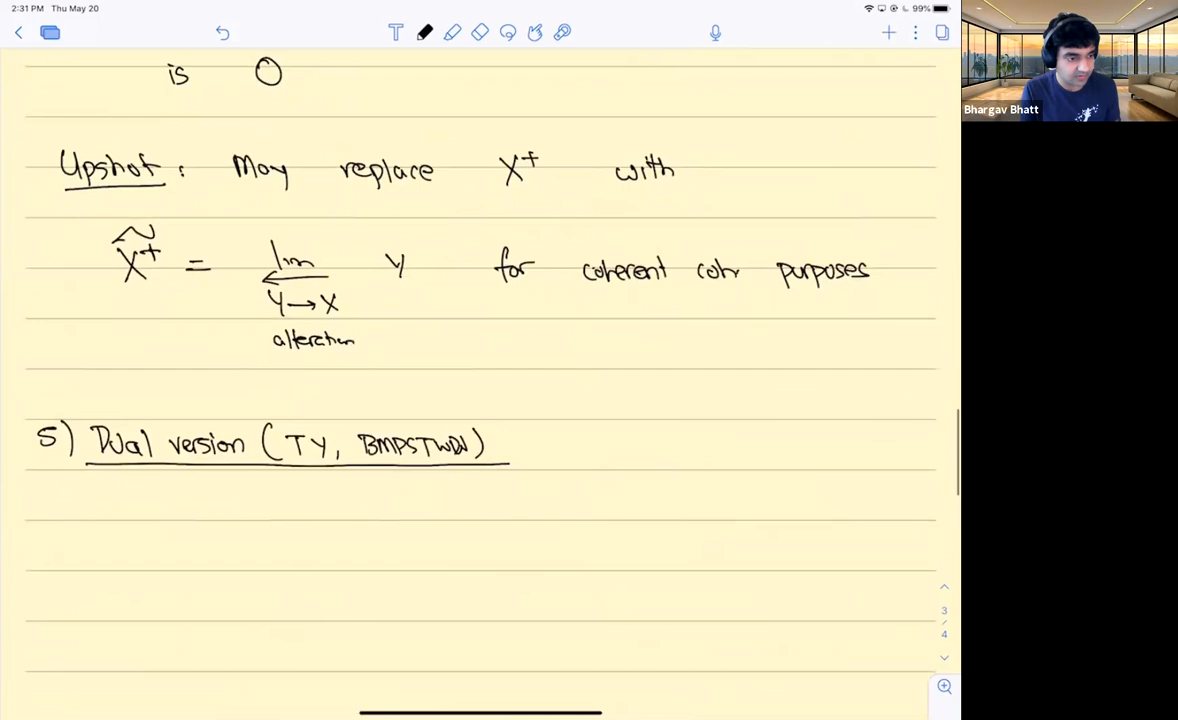 2:31 PM Thu May 20
99%
Bhargav Bhatt
is 0
Upshot: May replace X⁺ with
X̃⁺ = lim Y for coherent coh purposes
←
Y → X
alteration
5) Dual version (TY, BMPSTWW)
3
/
4